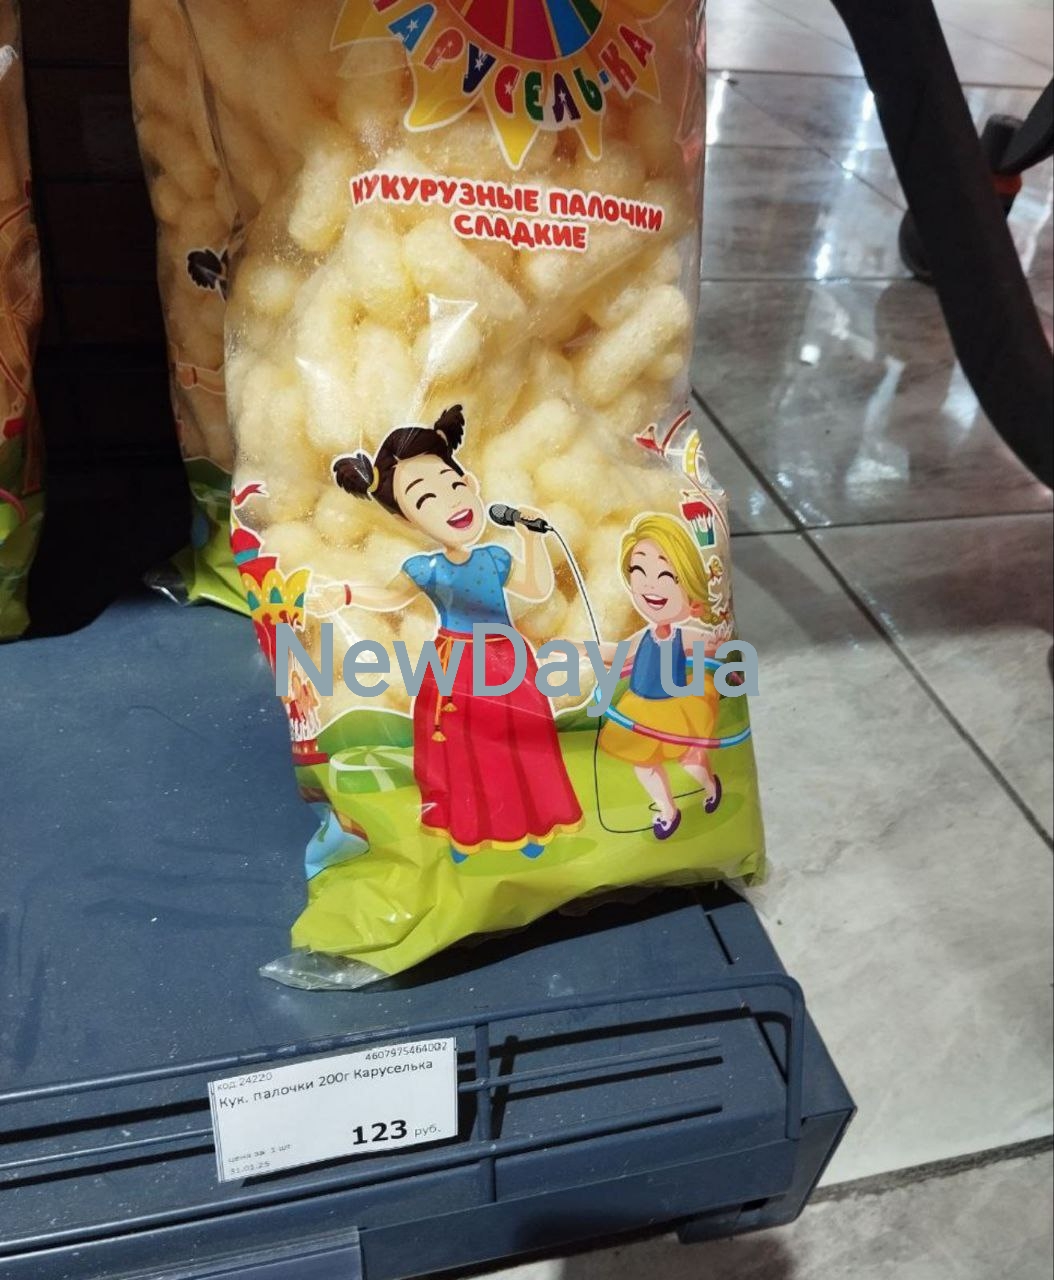 КАРУСЕЛЬ-КА
КУКУРУЗНЫЕ ПАЛОЧКИ
СЛАДКИЕ
NewDay.ua
4607975464002
код 24220
Кук. палочки 200г Каруселька
123 руб.
цена за 1 шт
31.01.25